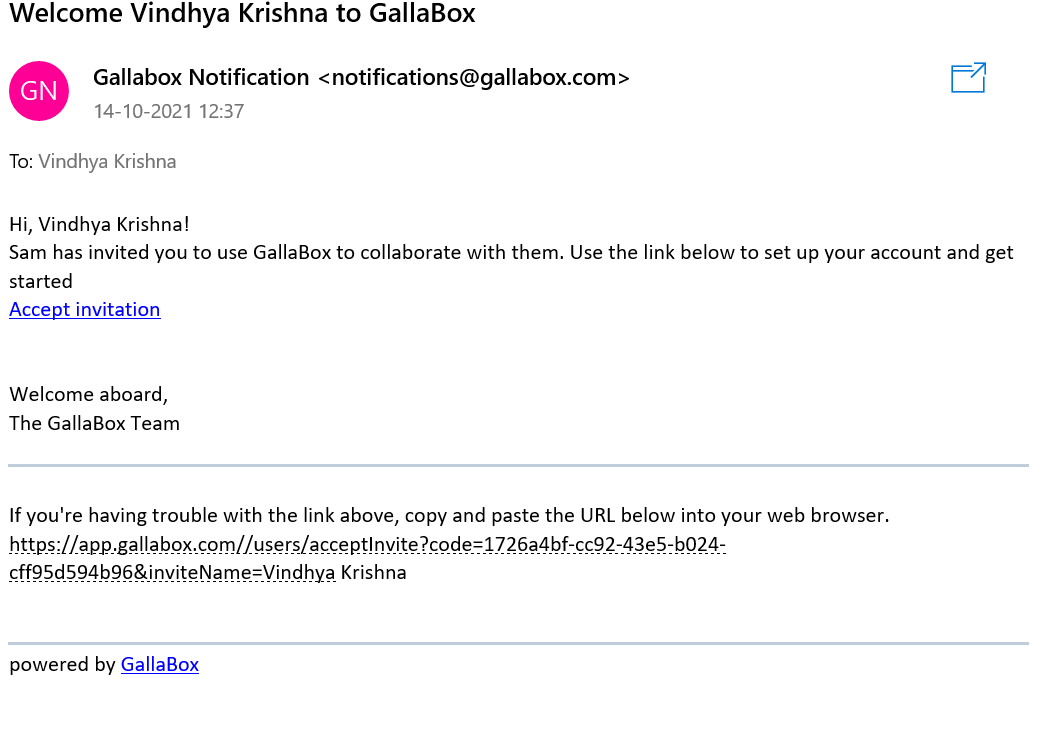 Welcome Vindhya Krishna to GallaBox
GN
Gallabox Notification <notifications@gallabox.com>
14-10-2021 12:37
To: Vindhya Krishna
Hi, Vindhya Krishna!
Sam has invited you to use GallaBox to collaborate with them. Use the link below to set up your account and get
started
Accept invitation
Welcome aboard,
The GallaBox Team
If you're having trouble with the link above, copy and paste the URL below into your web browser.
https://app.gallabox.com//users/acceptInvite?code=1726a4bf-cc92-43e5-b024-
cff95d594b96&inviteName=Vindhya Krishna
powered by GallaBox